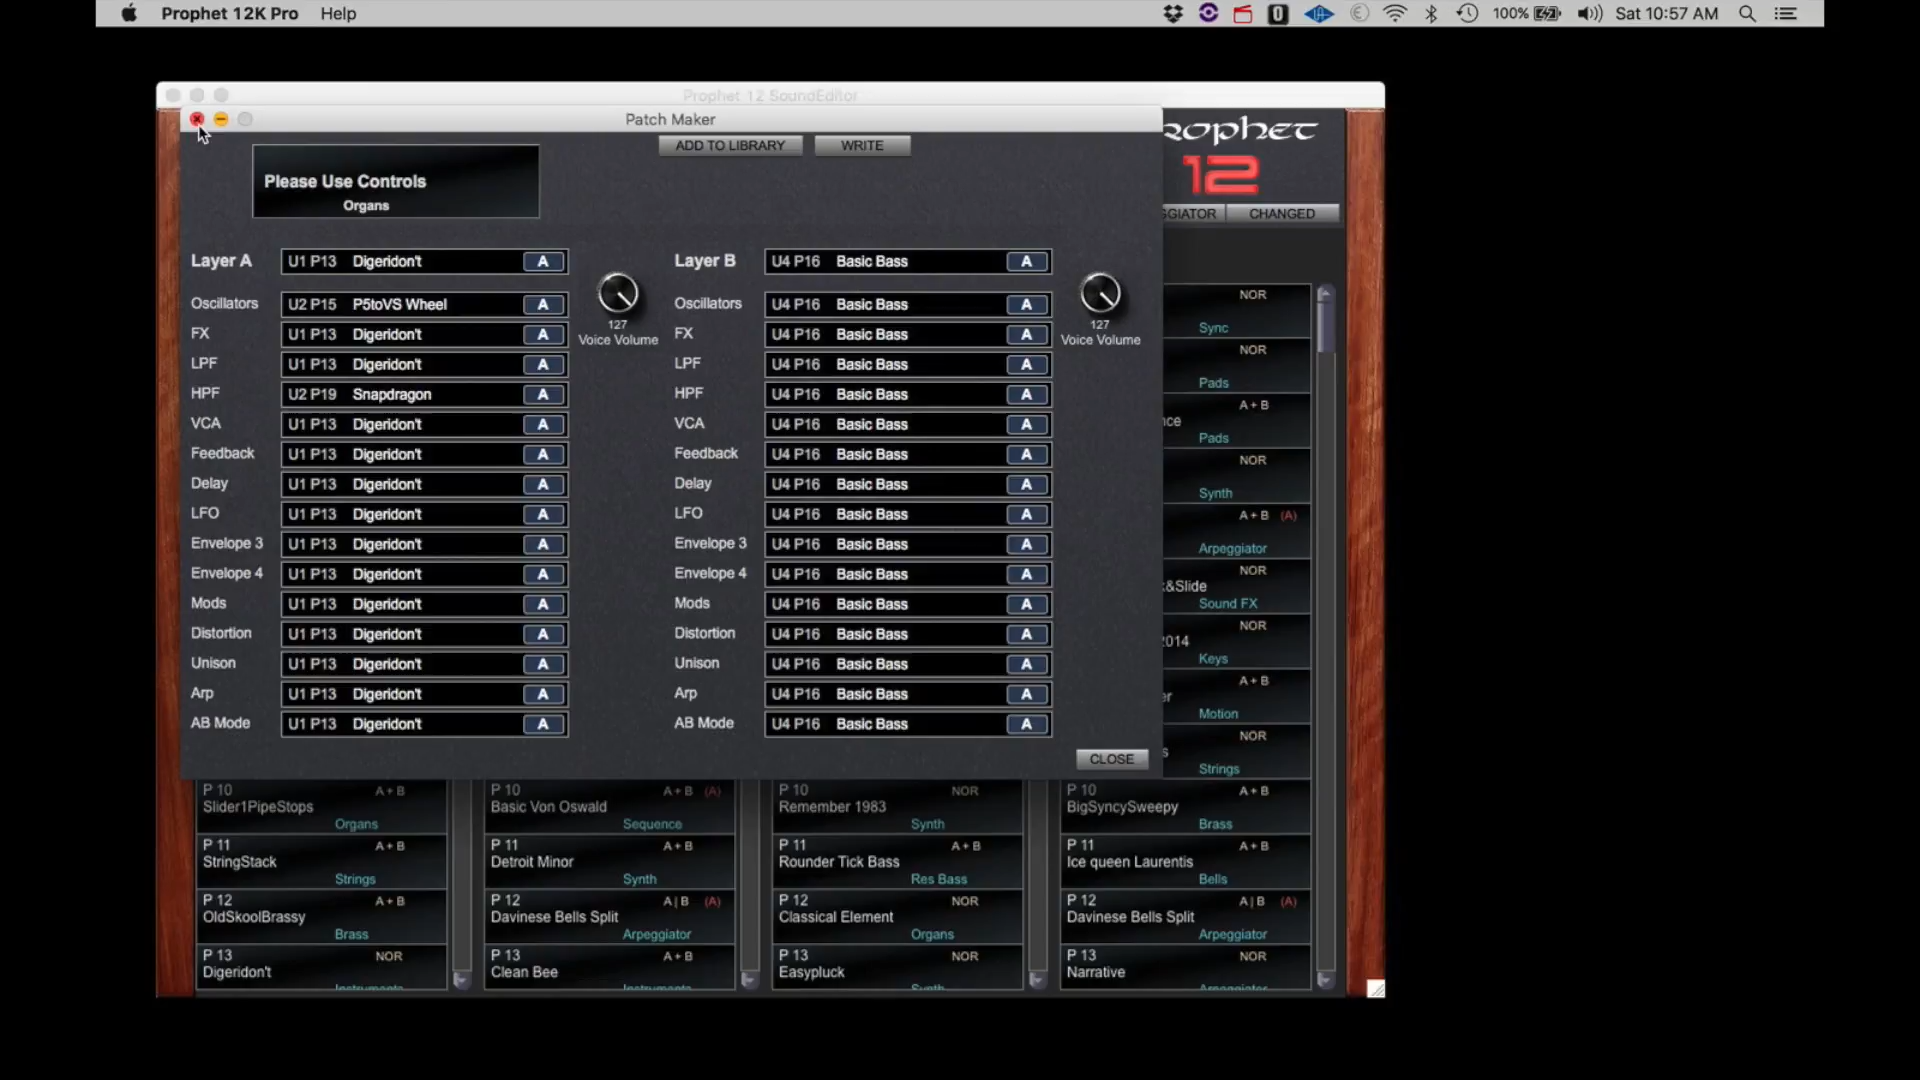 Prophet 12K Pro Help 100% Sat 10:57 AM
Prophet 12 SoundEditor
Patch Maker
ADD TO LIBRARY WRITE
Please Use Controls
Organs
12
CHANGED
Layer A U1 P13 Digeridon't A
Oscillators U2 P15 P5toVS Wheel A
FX U1 P13 Digeridon't A
LPF U1 P13 Digeridon't A
HPF U2 P19 Snapdragon A
VCA U1 P13 Digeridon't A
Feedback U1 P13 Digeridon't A
Delay U1 P13 Digeridon't A
LFO U1 P13 Digeridon't A
Envelope 3 U1 P13 Digeridon't A
Envelope 4 U1 P13 Digeridon't A
Mods U1 P13 Digeridon't A
Distortion U1 P13 Digeridon't A
Unison U1 P13 Digeridon't A
Arp U1 P13 Digeridon't A
AB Mode U1 P13 Digeridon't A
127
Voice Volume
Layer B U4 P16 Basic Bass A
Oscillators U4 P16 Basic Bass A
FX U4 P16 Basic Bass A
LPF U4 P16 Basic Bass A
HPF U4 P16 Basic Bass A
VCA U4 P16 Basic Bass A
Feedback U4 P16 Basic Bass A
Delay U4 P16 Basic Bass A
LFO U4 P16 Basic Bass A
Envelope 3 U4 P16 Basic Bass A
Envelope 4 U4 P16 Basic Bass A
Mods U4 P16 Basic Bass A
Distortion U4 P16 Basic Bass A
Unison U4 P16 Basic Bass A
Arp U4 P16 Basic Bass A
AB Mode U4 P16 Basic Bass A
127
Voice Volume
CLOSE
NOR
Sync
NOR
Pads
A + B
Pads
NOR
Synth
A + B (A)
Arpeggiator
NOR
&Slide
Sound FX
NOR
2014
Keys
A + B
Motion
NOR
Strings
P 10 A + B
Slider1PipeStops
Organs
P 11 A + B
StringStack
Strings
P 12 A + B
OldSkoolBrassy
Brass
P 13 NOR
Digeridon't
Instruments
P 10 A + B (A)
Basic Von Oswald
Sequence
P 11 A + B
Detroit Minor
Synth
P 12 A | B (A)
Davinese Bells Split
Arpeggiator
P 13 A + B
Clean Bee
Instruments
P 10 NOR
Remember 1983
Synth
P 11 A + B
Rounder Tick Bass
Res Bass
P 12 NOR
Classical Element
Organs
P 13 NOR
Easypluck
Synth
P 10 A + B
BigSyncySweepy
Brass
P 11 A + B
Ice queen Laurentis
Bells
P 12 A | B (A)
Davinese Bells Split
Arpeggiator
P 13 NOR
Narrative
Arpeggiator